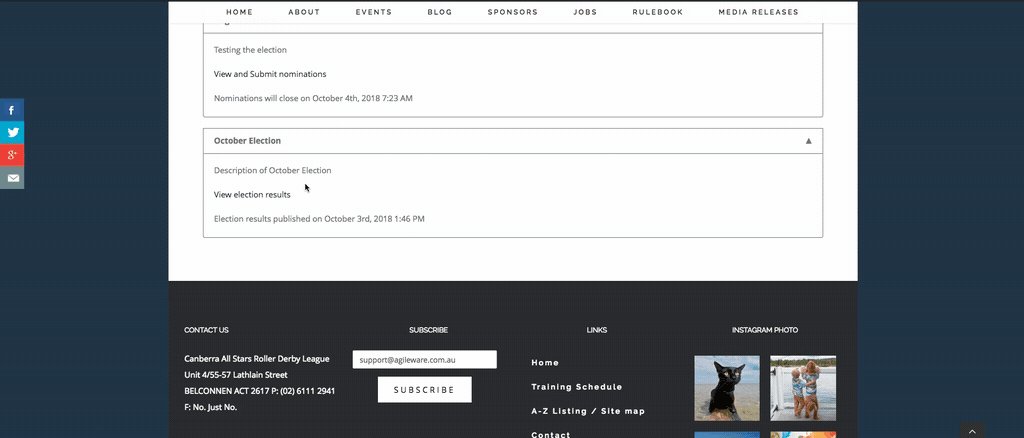 HOME ABOUT EVENTS BLOG SPONSORS JOBS RULEBOOK MEDIA RELEASES
Testing the election
View and Submit nominations
Nominations will close on October 4th, 2018 7:23 AM
October Election
Description of October Election
View election results
Election results published on October 3rd, 2018 1:46 PM
CONTACT US
Canberra All Stars Roller Derby League
Unit 4/55-57 Lathlain Street
BELCONNEN ACT 2617 P: (02) 6111 2941
F: No. Just No.
SUBSCRIBE
support@agileware.com.au
SUBSCRIBE
LINKS
Home
Training Schedule
A-Z Listing / Site map
Contact
INSTAGRAM PHOTO